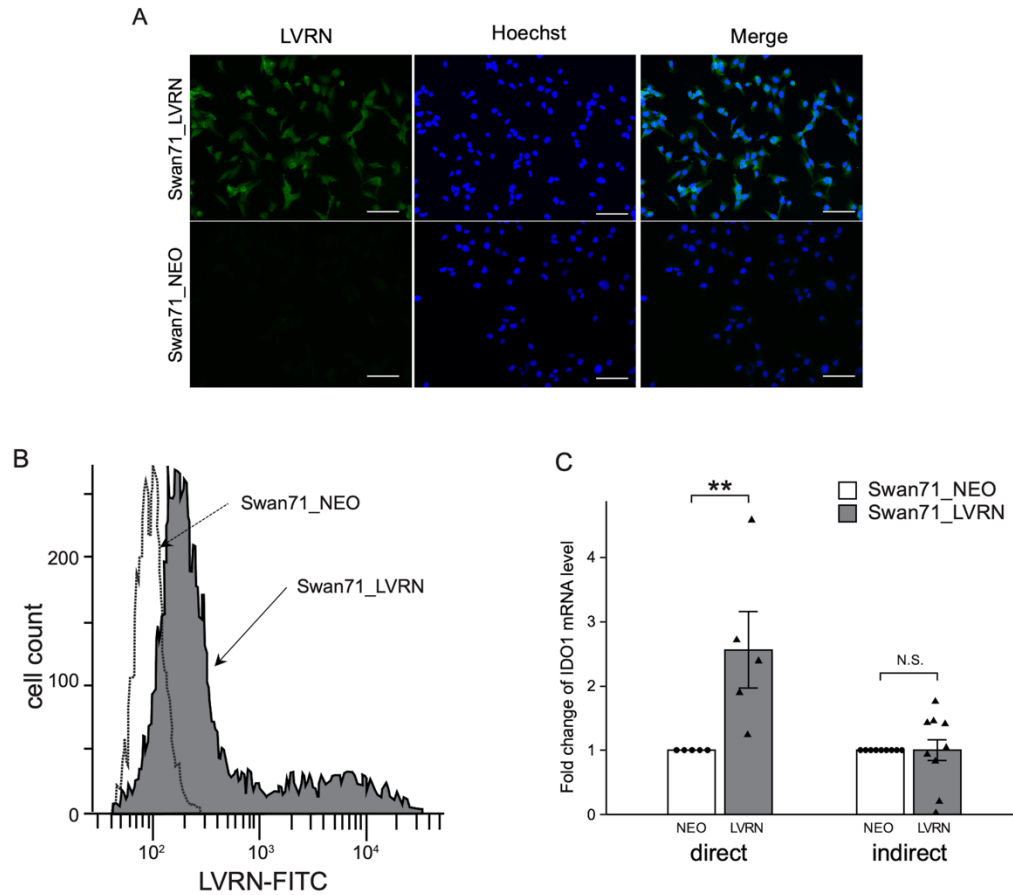 A
LVRN
Hoechst
Merge
Swan71_LVRN
Swan71_NEO
B
cell count
200
100
0
Swan71_NEO
Swan71_LVRN
10²
10³
10⁴
LVRN-FITC
C
Swan71_NEO
Swan71_LVRN
**
N.S.
Fold change of IDO1 mRNA level
4
3
2
1
0
NEO
LVRN
NEO
LVRN
direct
indirect